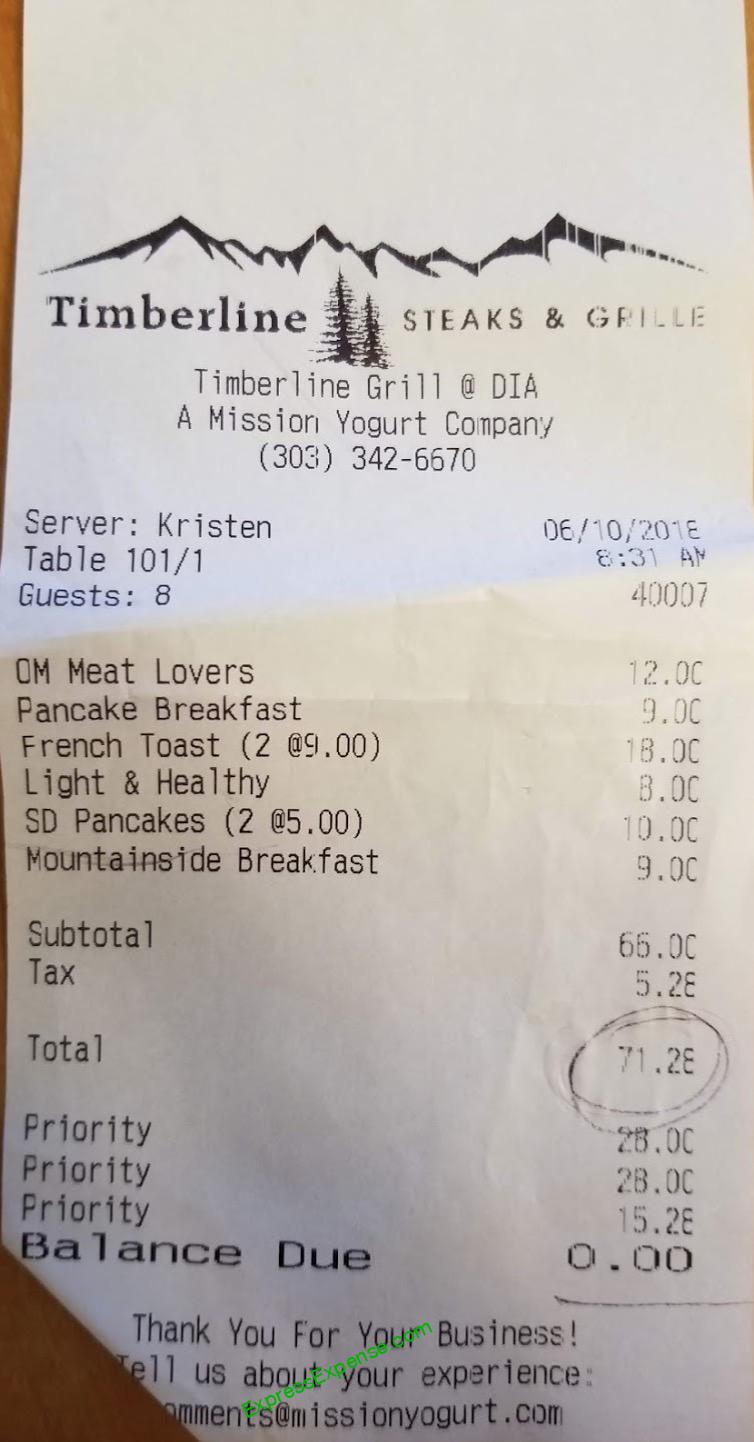 Timberline STEAKS & GRILLE
Timberline Grill @ DIA
A Mission Yogurt Company
(303) 342-6670
Server: Kristen 06/10/2018
Table 101/1 8:31 AM
Guests: 8 40007
OM Meat Lovers 12.00
Pancake Breakfast 9.00
French Toast (2 @9.00) 18.00
Light & Healthy 8.00
SD Pancakes (2 @5.00) 10.00
Mountainside Breakfast 9.00
Subtotal 66.00
Tax 5.28
Total 71.28
Priority 28.00
Priority 28.00
Priority 15.28
Balance Due 0.00
Thank You For Your Business!
Tell us about your experience:
omments@missionyogurt.com
ExpressExpense.com